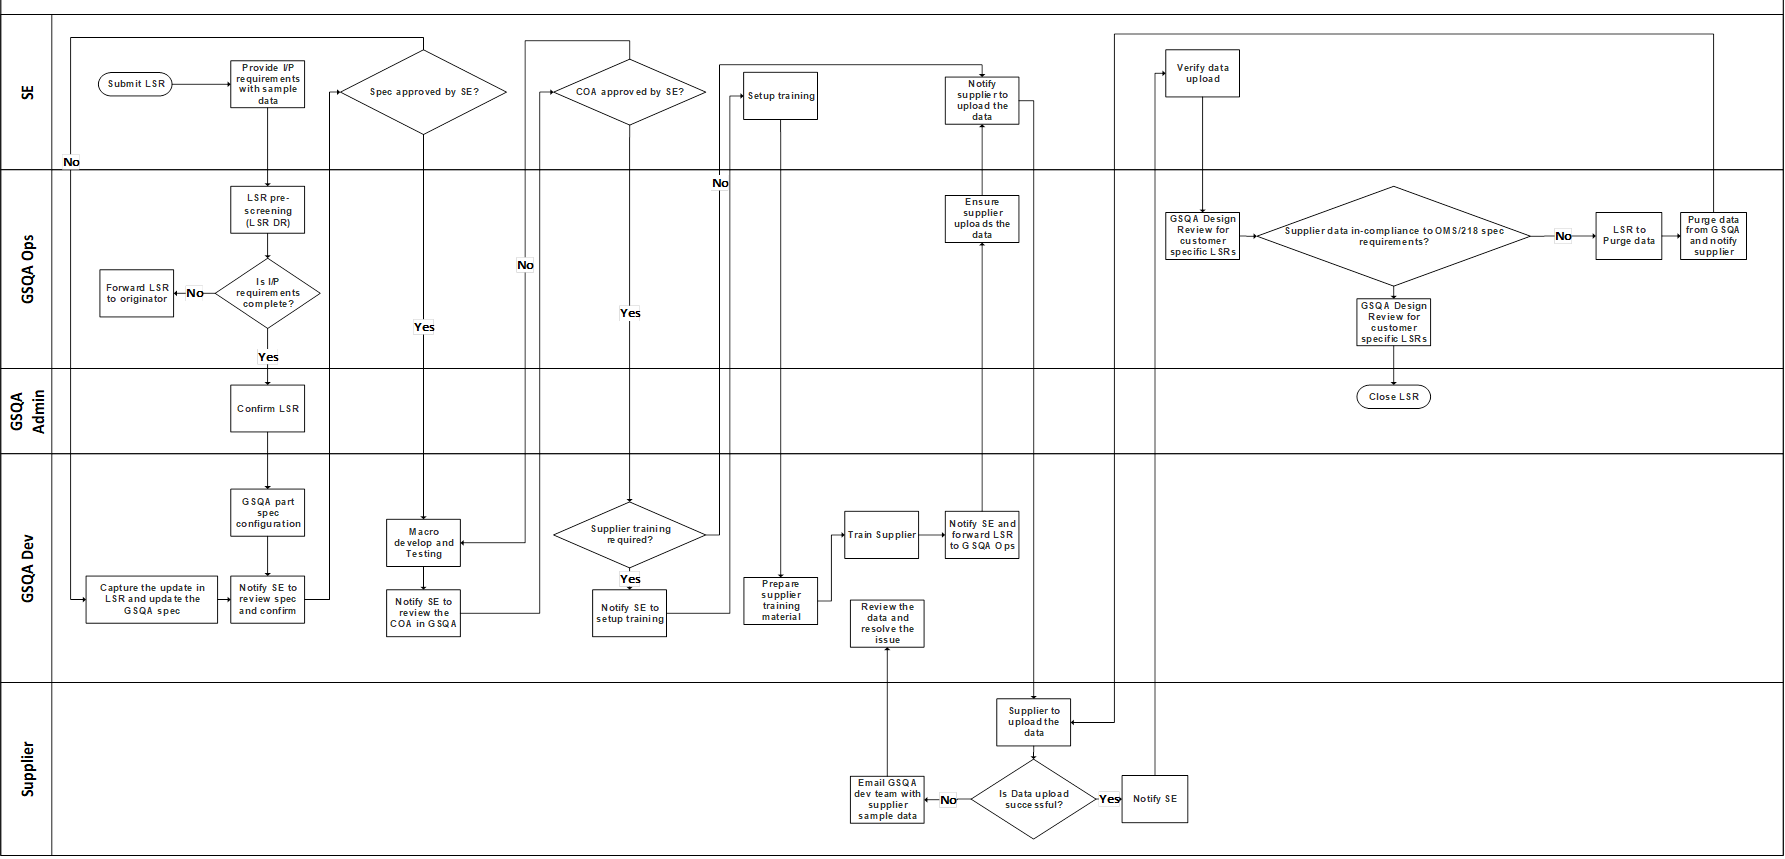 SE
Submit LSR
Provide I/P
requirements
with sample
data
Spec approved by SE?
COA approved by SE?
Setup training
Notify
supplier to
upload the
data
Verify data
upload
No
No
GSQA Ops
LSR pre-
screening
(LSR DR)
Ensure
supplier
uploads the
data
GSQA Design
Review for
customer
specific LSRs
Supplier data in-compliance to OMS/218 spec
requirements?
No
LSR to
Purge data
Purge data
from GSQA
and notify
supplier
No
Forward LSR
to originator
No
Is I/P
requirements
complete?
Yes
Yes
Yes
GSQA Design
Review for
customer
specific LSRs
GSQA
Admin
Confirm LSR
Close LSR
GSQA Dev
GSQA part
spec
configuration
Macro
develop and
Testing
Supplier training
required?
Train Supplier
Notify SE and
forward LSR
to GSQA Ops
Yes
Capture the update in
LSR and update the
GSQA spec
Notify SE to
review spec
and confirm
Notify SE to
review the
COA in GSQA
Notify SE to
setup training
Prepare
supplier
training
material
Review the
data and
resolve the
issue
Supplier
Supplier to
upload the
data
Email GSQA
dev team with
supplier
sample data
No
Is Data upload
successful?
Yes
Notify SE